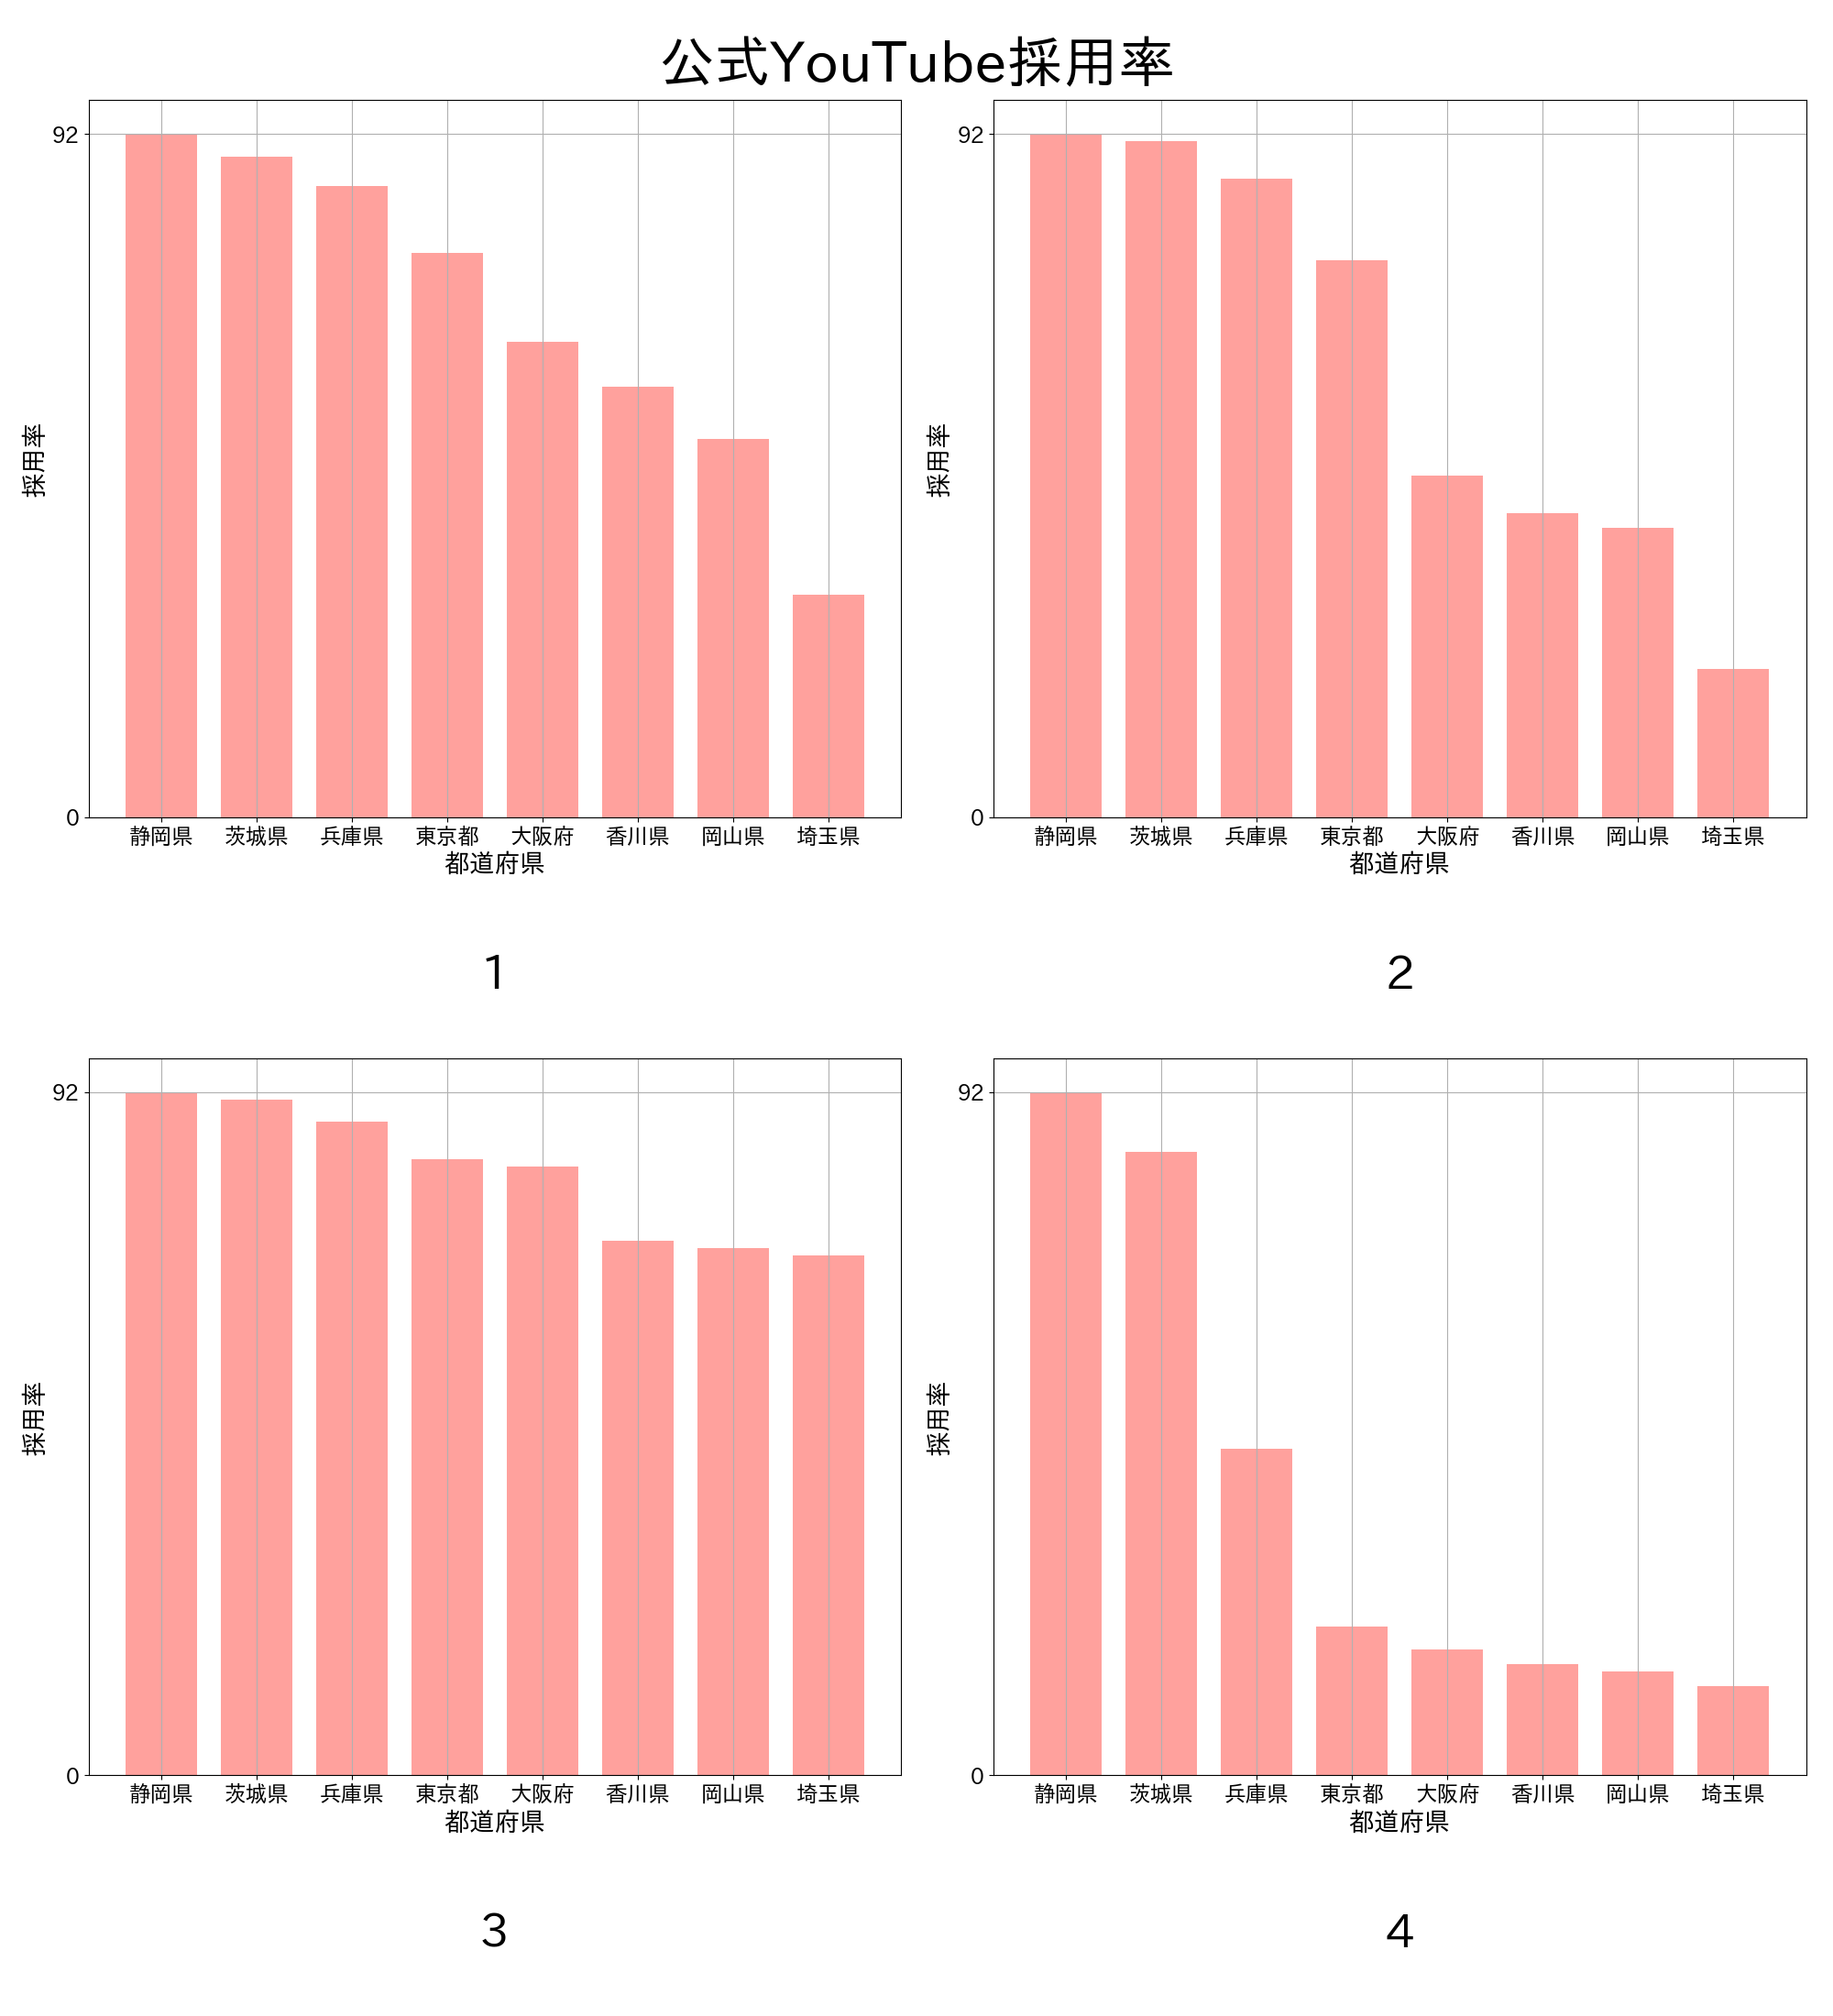 公式YouTube採用率
92
0
採用率
静岡県 茨城県 兵庫県 東京都 大阪府 香川県 岡山県 埼玉県
都道府県
1
92
0
採用率
静岡県 茨城県 兵庫県 東京都 大阪府 香川県 岡山県 埼玉県
都道府県
2
92
0
採用率
静岡県 茨城県 兵庫県 東京都 大阪府 香川県 岡山県 埼玉県
都道府県
3
92
0
採用率
静岡県 茨城県 兵庫県 東京都 大阪府 香川県 岡山県 埼玉県
都道府県
4